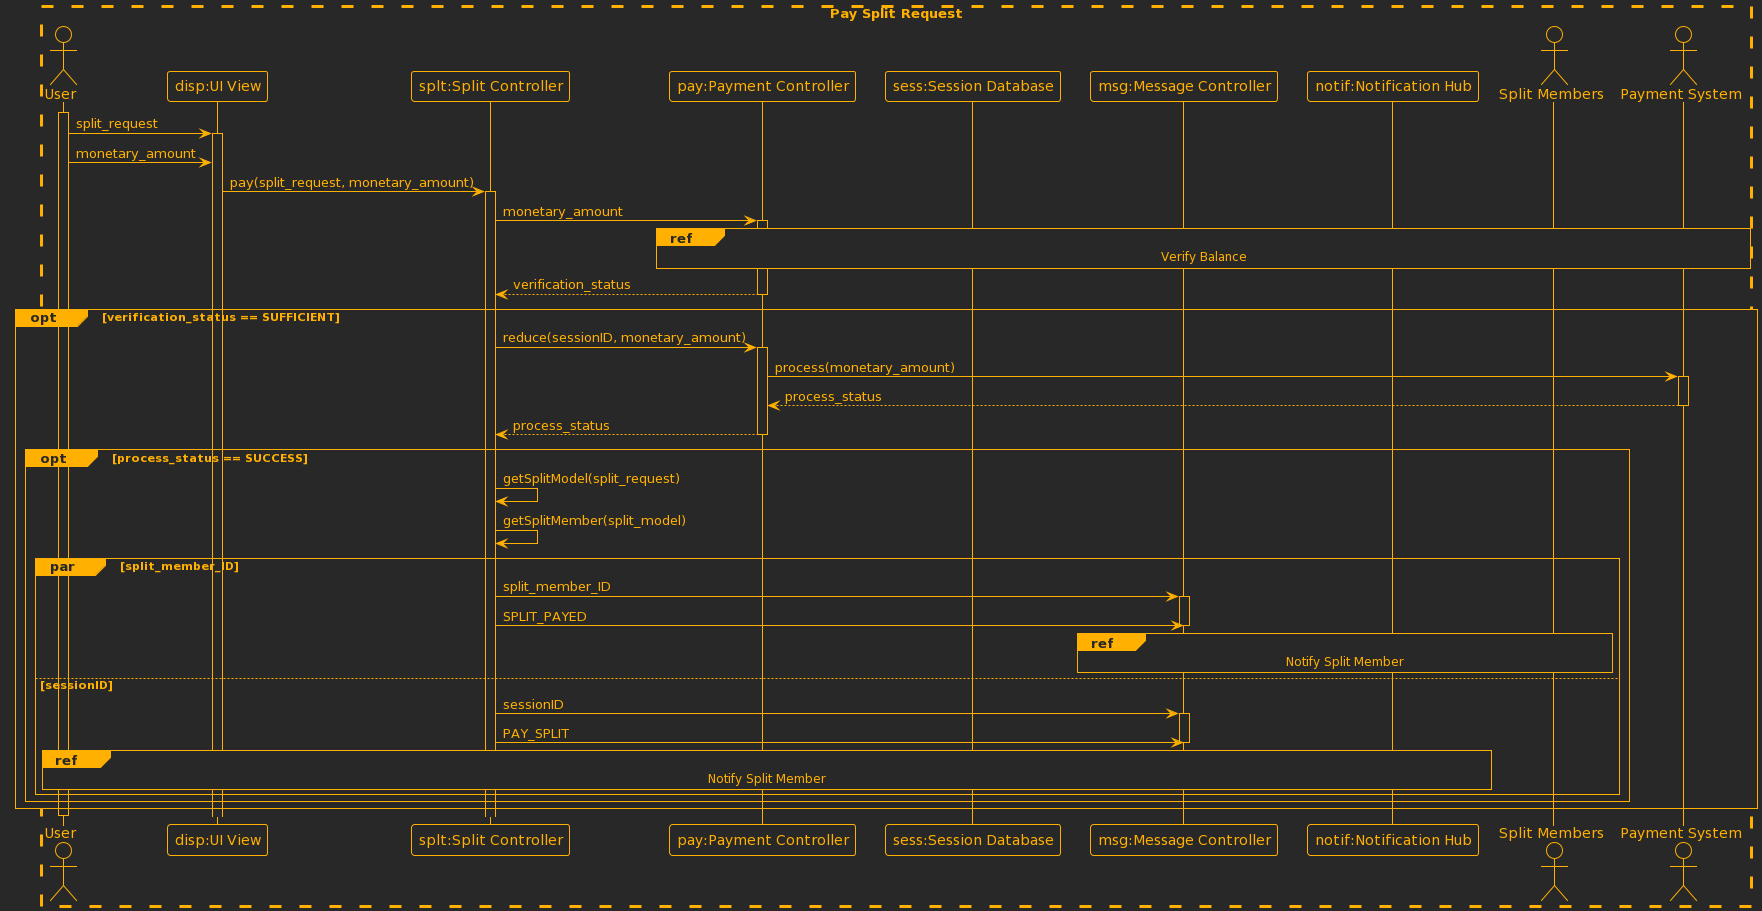 Pay Split Request
User
disp:UI View
splt:Split Controller
pay:Payment Controller
sess:Session Database
msg:Message Controller
notif:Notification Hub
Split Members
Payment System
split_request
monetary_amount
pay(split_request, monetary_amount)
monetary_amount
ref
Verify Balance
verification_status
opt [verification_status == SUFFICIENT]
reduce(sessionID, monetary_amount)
process(monetary_amount)
process_status
process_status
opt [process_status == SUCCESS]
getSplitModel(split_request)
getSplitMember(split_model)
par [split_member_ID]
split_member_ID
SPLIT_PAYED
ref
Notify Split Member
[sessionID]
sessionID
PAY_SPLIT
ref
Notify Split Member
User
disp:UI View
splt:Split Controller
pay:Payment Controller
sess:Session Database
msg:Message Controller
notif:Notification Hub
Split Members
Payment System